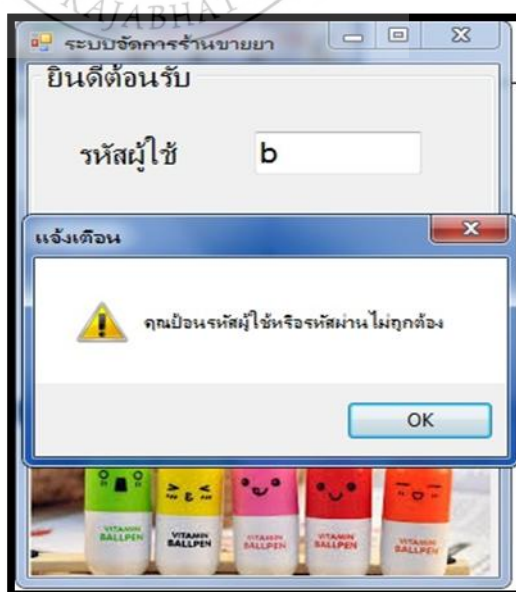 RAJABHAT
ระบบจัดการร้านขายยา
ยินดีต้อนรับ
รหัสผู้ใช้ b
แจ้งเตือน
คุณป้อนรหัสผู้ใช้หรือรหัสผ่านไม่ถูกต้อง
OK
VITAMIN VITAMIN VITAMIN VITAMIN VITAMIN
BALLPEN BALLPEN BALLPEN BALLPEN BALLPEN